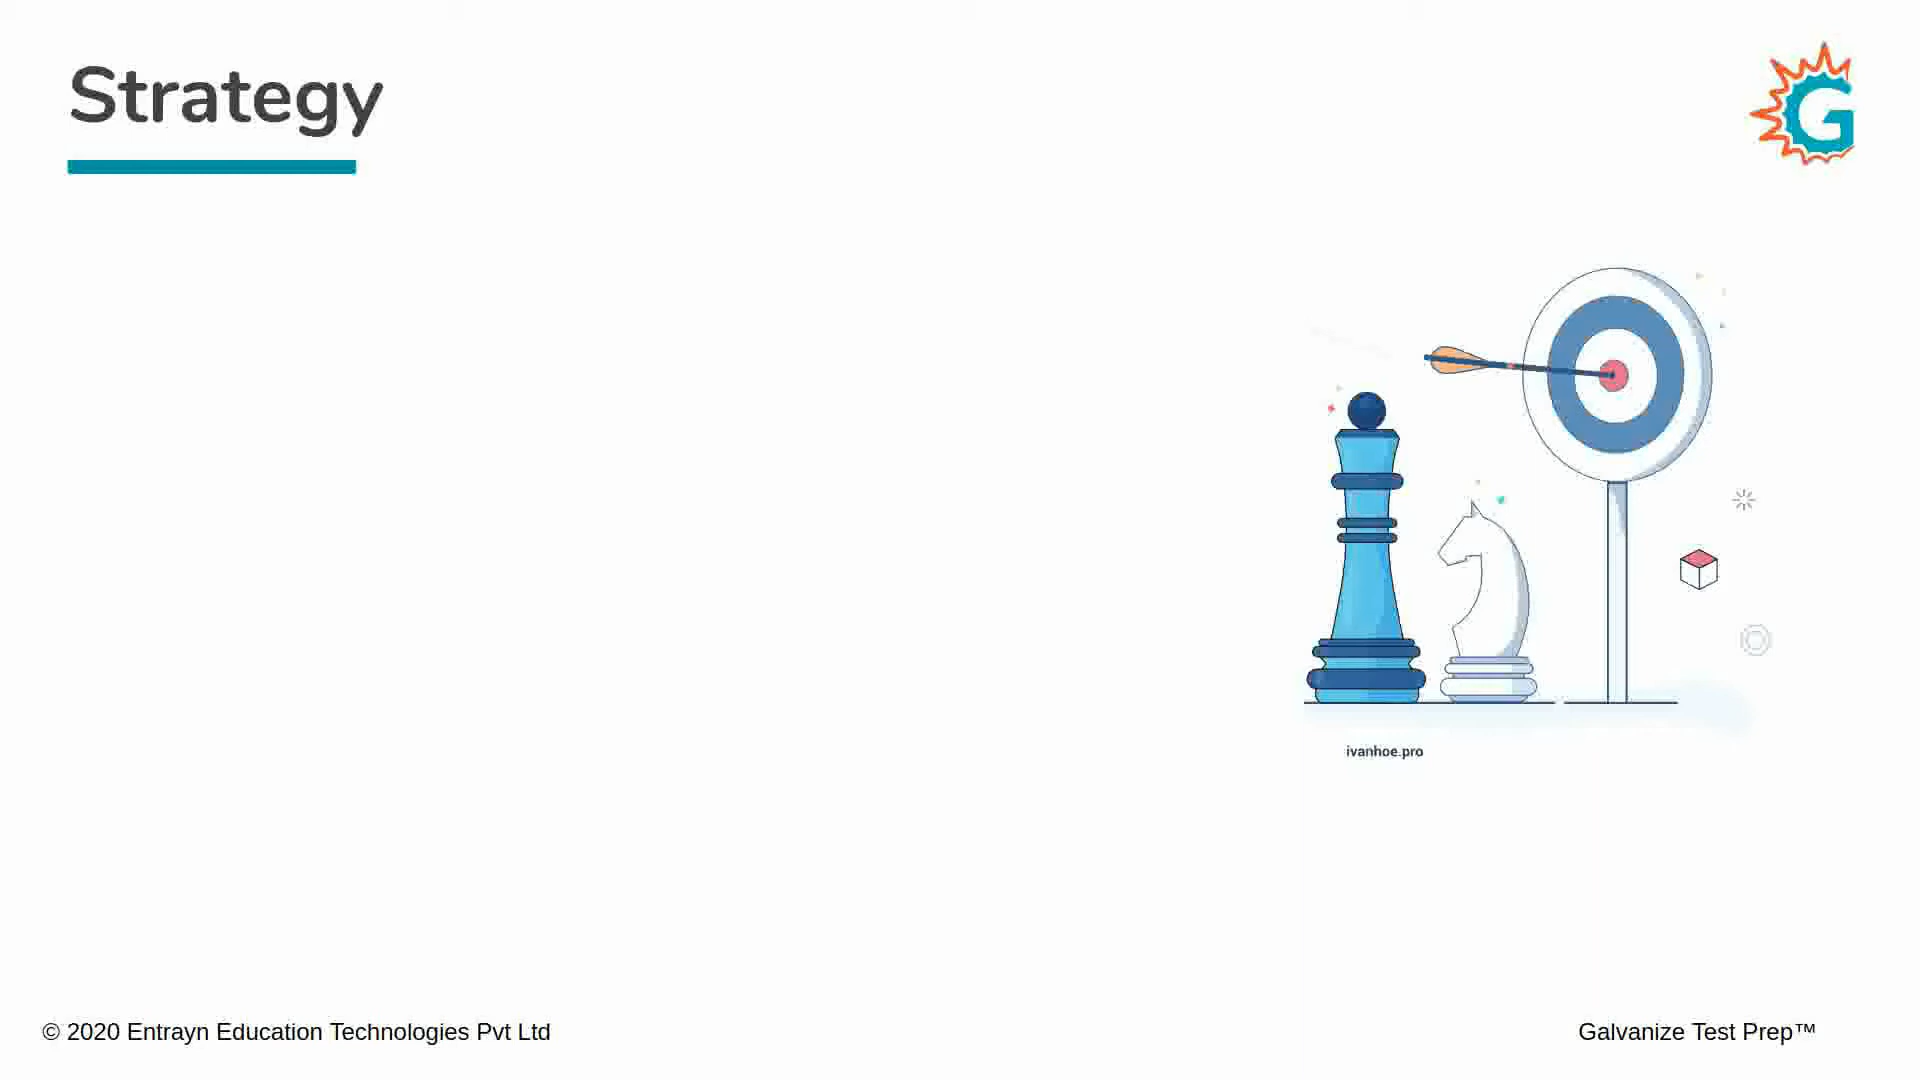 Strategy
G
ivanhoe.pro
© 2020 Entrayn Education Technologies Pvt Ltd
Galvanize Test Prep™